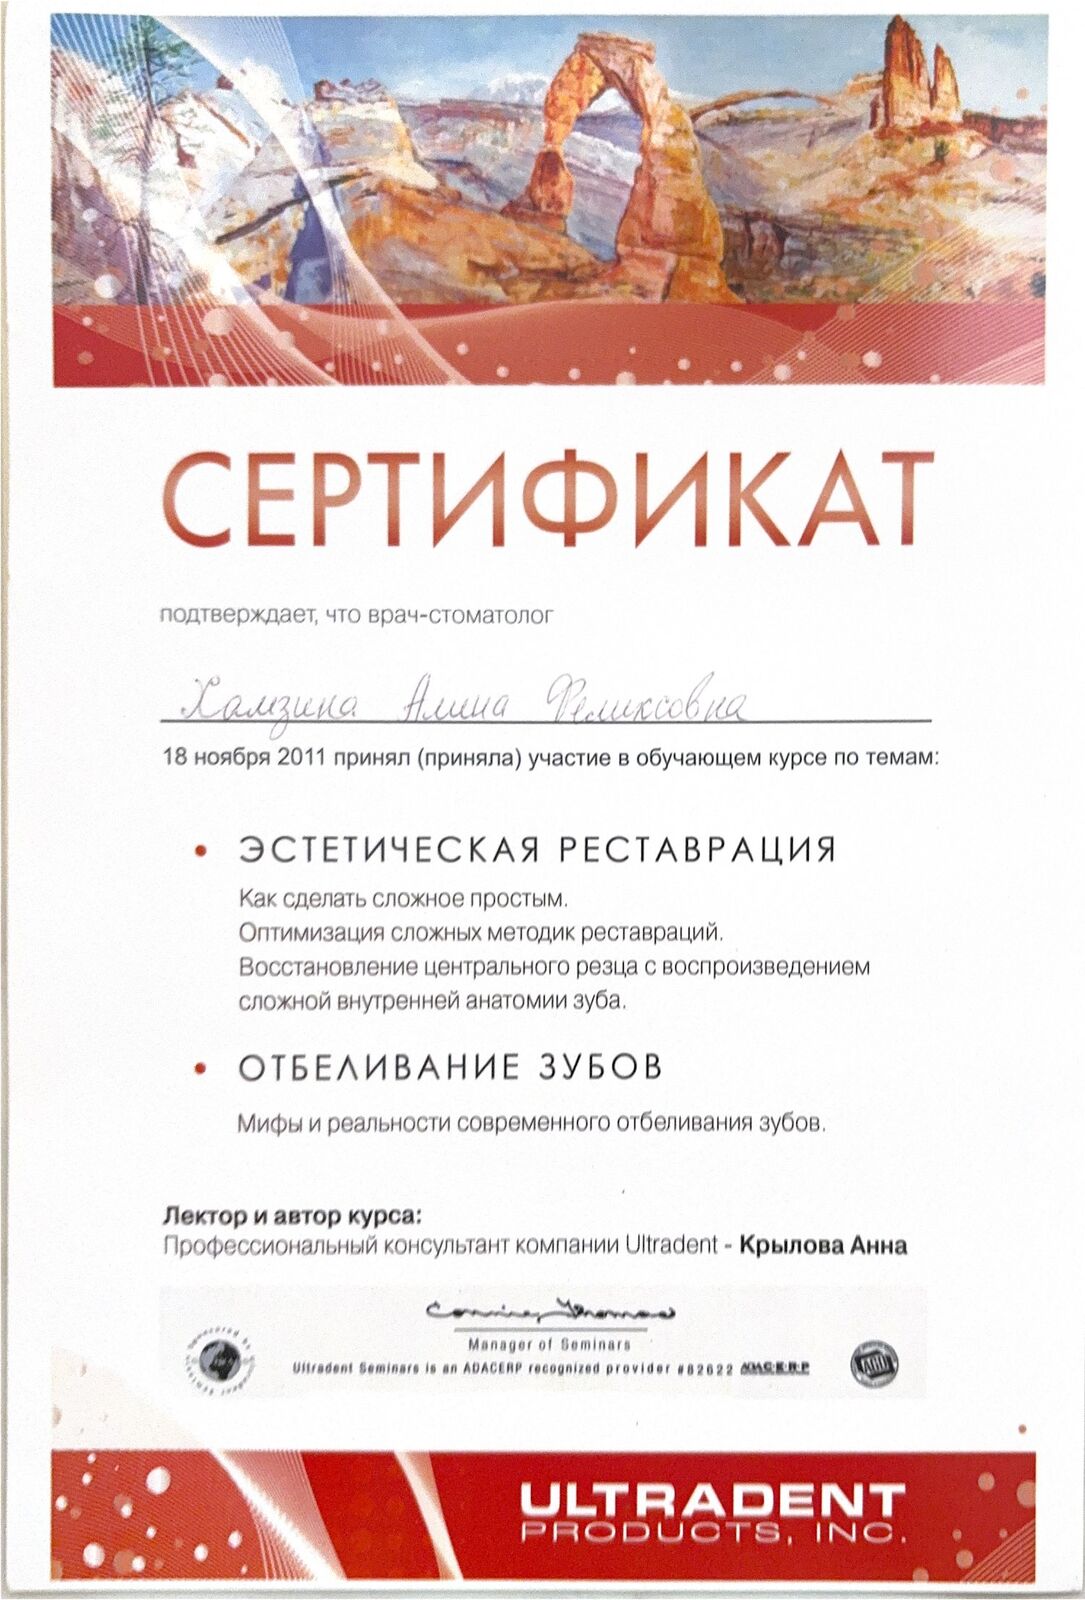 СЕРТИФИКАТ
подтверждает, что врач-стоматолог
Хамзина Алина Феликсовна
18 ноября 2011 принял (приняла) участие в обучающем курсе по темам:
• ЭСТЕТИЧЕСКАЯ РЕСТАВРАЦИЯ
Как сделать сложное простым.
Оптимизация сложных методик реставраций.
Восстановление центрального резца с воспроизведением
сложной внутренней анатомии зуба.
• ОТБЕЛИВАНИЕ ЗУБОВ
Мифы и реальности современного отбеливания зубов.
Лектор и автор курса:
Профессиональный консультант компании Ultradent - Крылова Анна
Manager of Seminars
Ultradent Seminars is an ADACERP recognized provider #82622 ADA C·E·R·P
AGD
ULTRADENT
PRODUCTS, INC.